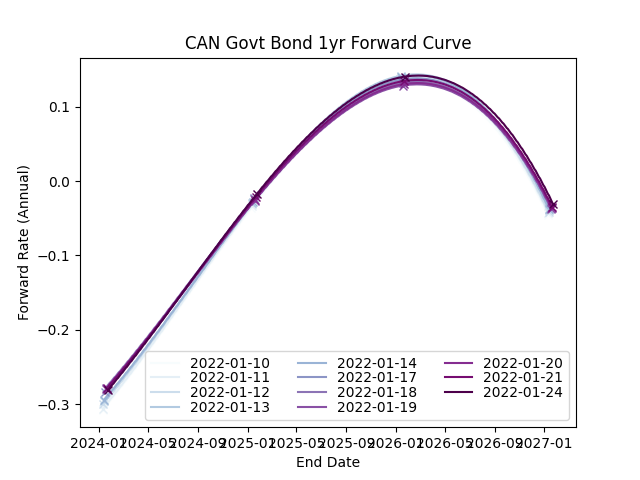 CAN Govt Bond 1yr Forward Curve
Forward Rate (Annual)
0.1
0.0
−0.1
−0.2
−0.3
2022-01-10 2022-01-14 2022-01-20
2022-01-11 2022-01-17 2022-01-21
2022-01-12 2022-01-18 2022-01-24
2022-01-13 2022-01-19
2024-01 2024-05 2024-09 2025-01 2025-05 2025-09 2026-01 2026-05 2026-09 2027-01
End Date